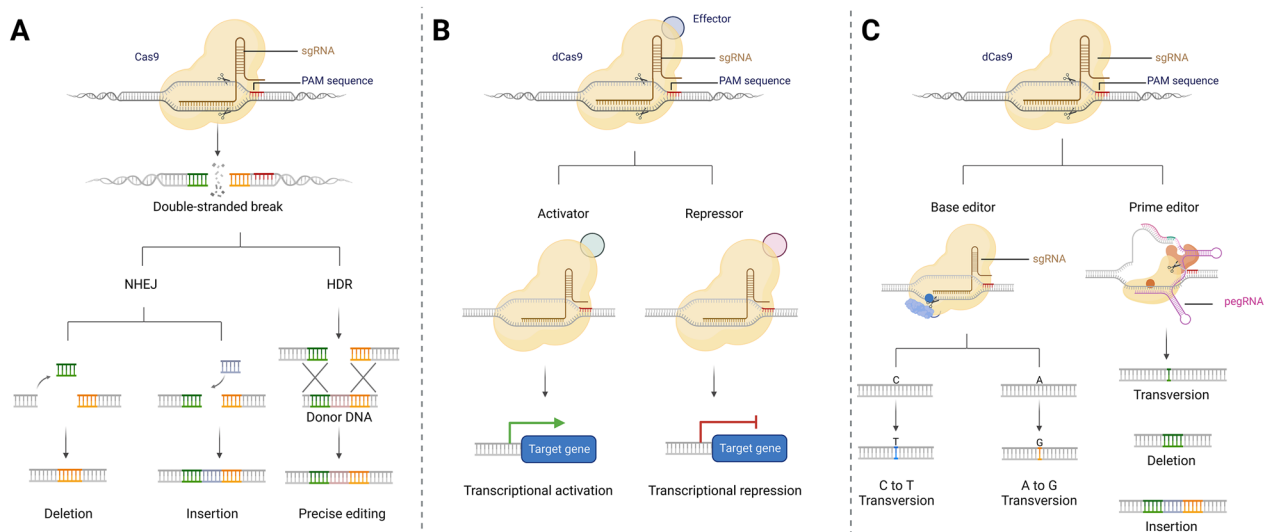 A
Cas9
sgRNA
PAM sequence
Double-stranded break
NHEJ
HDR
Donor DNA
Deletion
Insertion
Precise editing
B
Effector
dCas9
sgRNA
PAM sequence
Activator
Repressor
Target gene
Target gene
Transcriptional activation
Transcriptional repression
C
dCas9
sgRNA
PAM sequence
Base editor
Prime editor
sgRNA
pegRNA
C
A
T
G
C to T
Transversion
A to G
Transversion
Transversion
Deletion
Insertion